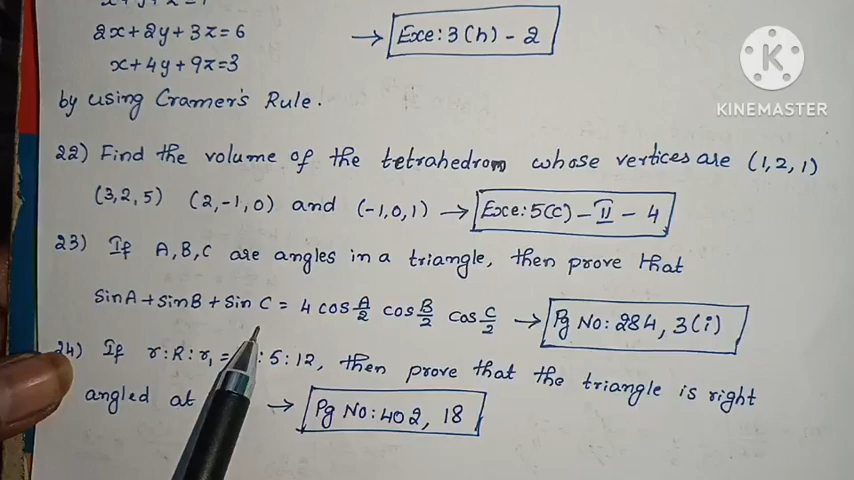 2x+2y+3z=6
→ Exe: 3(h) - 2
x+4y+9z=3
KINEMASTER
by using Cramer's Rule.
22) Find the volume of the tetrahedron whose vertices are (1,2,1)
(3,2,5) (2,-1,0) and (-1,0,1) → Exe: 5(c) - II - 4
23) If A,B,C are angles in a triangle, then prove that
sinA+sinB+sinC = 4 cos A/2 cos B/2 cos C/2 → Pg No: 284, 3(i)
24) If r:R:r₁ = :5:12, then prove that the triangle is right
angled at → Pg No: 402, 18